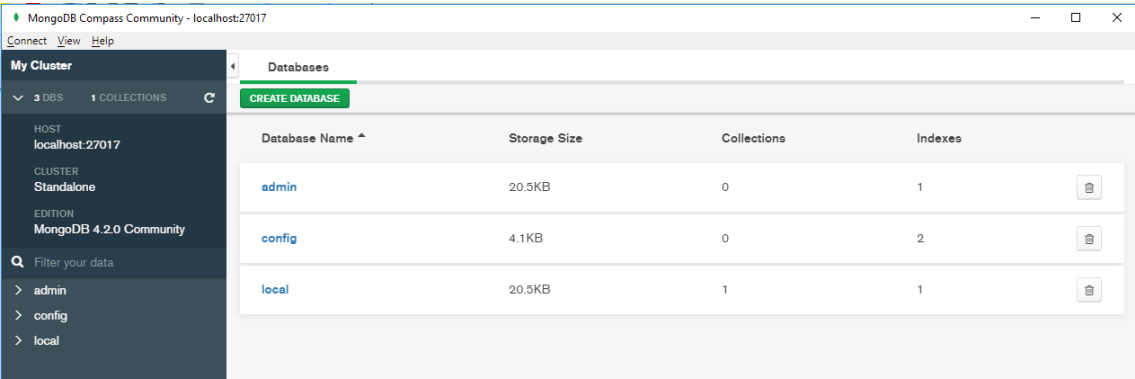 MongoDB Compass Community - localhost:27017
Connect View Help
My Cluster
Databases
3 DBS 1 COLLECTIONS
CREATE DATABASE
HOST
localhost:27017
CLUSTER
Standalone
EDITION
MongoDB 4.2.0 Community
Filter your data
admin
config
local
Database Name Storage Size Collections Indexes
admin 20.5KB 0 1
config 4.1KB 0 2
local 20.5KB 1 1